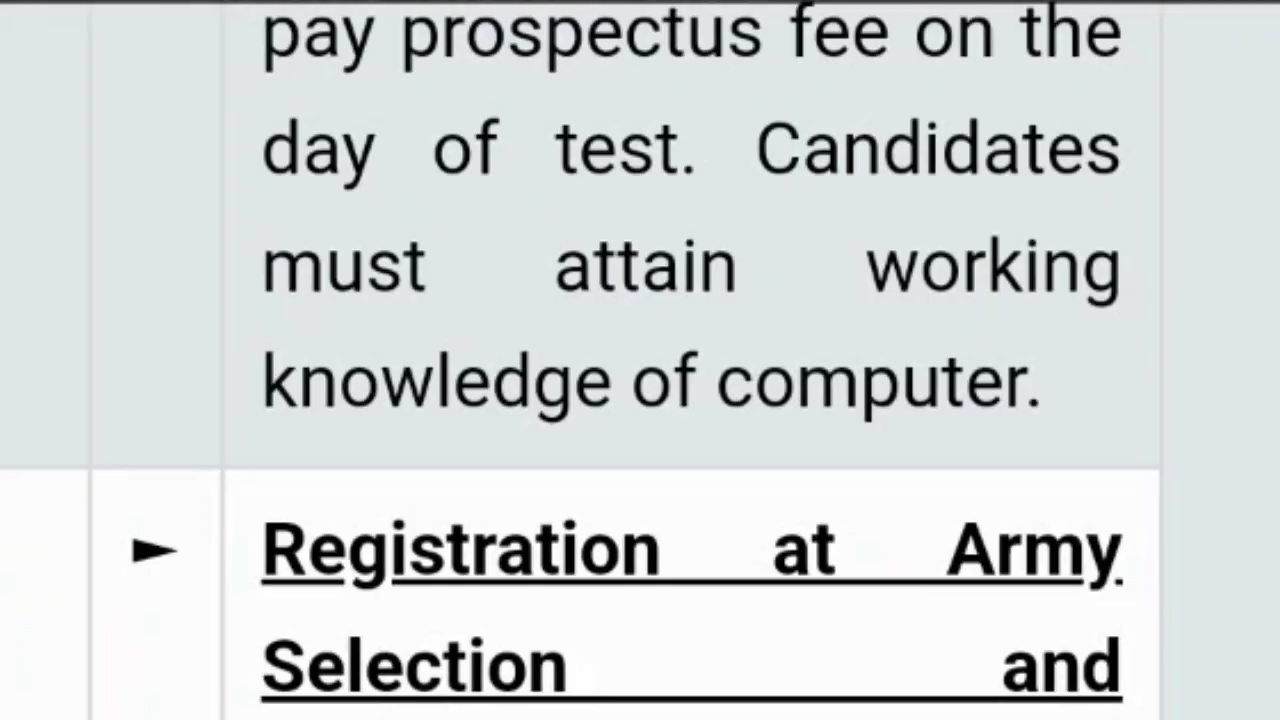 pay prospectus fee on the
day of test. Candidates
must attain working
knowledge of computer.
► Registration at Army
Selection and